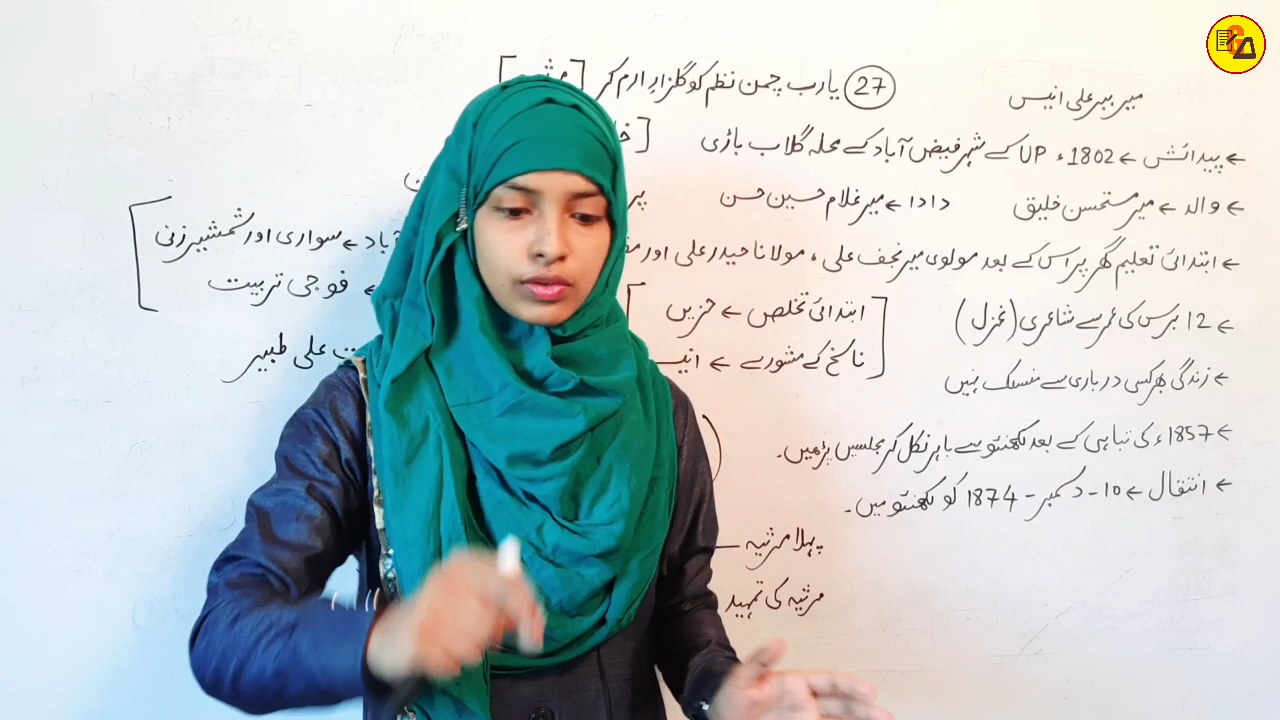 میر ببر علی انیس
27 یارب چمن نظم کو گلزارِ ارم کر [
← پیدائش ← 1802ء UP کے شہر فیض آباد کے محلہ گلاب باڑی [
← والد ← میر مستحسن خلیق دادا ← میر غلام حسین حسن
← ابتدائی تعلیم گھر پر اس کے بعد مولوی میر نجف علی، مولانا حیدر علی اور آباد ← سواری اور شمشیر زنی
← فوجی تربیت
← 12 برس کی عمر سے شاعری (غزل) [ ابتدائی تخلص ← حزیں
ناسخ کے مشورے ← انیس علی طبیر
← زندگی بھر کسی درباری سے منسلک نہیں
← 1857ء کی تباہی کے بعد لکھنئو سے باہر نکل کر مجلسیں پڑھیں۔
← انتقال ← 10 - دسمبر - 1874 کو لکھنئو میں۔
پہلا مرثیہ —
مرثیہ کی تمہید